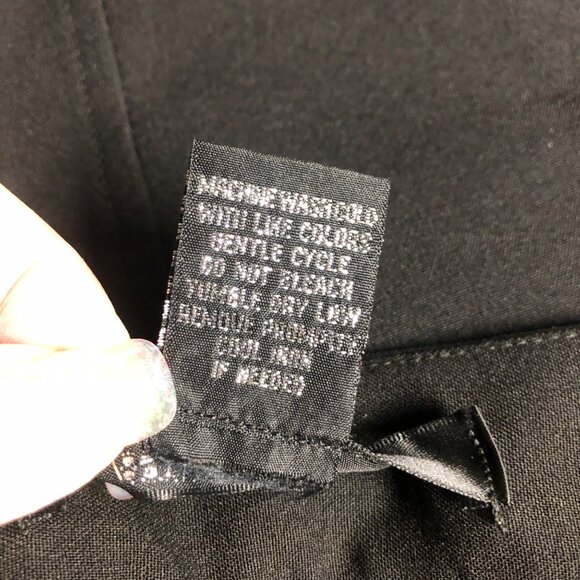 MACHINE WASH COLD
WITH LIKE COLORS
GENTLE CYCLE
DO NOT BLEACH
TUMBLE DRY LOW
REMOVE PROMPTLY
COOL IRON
IF NEEDED